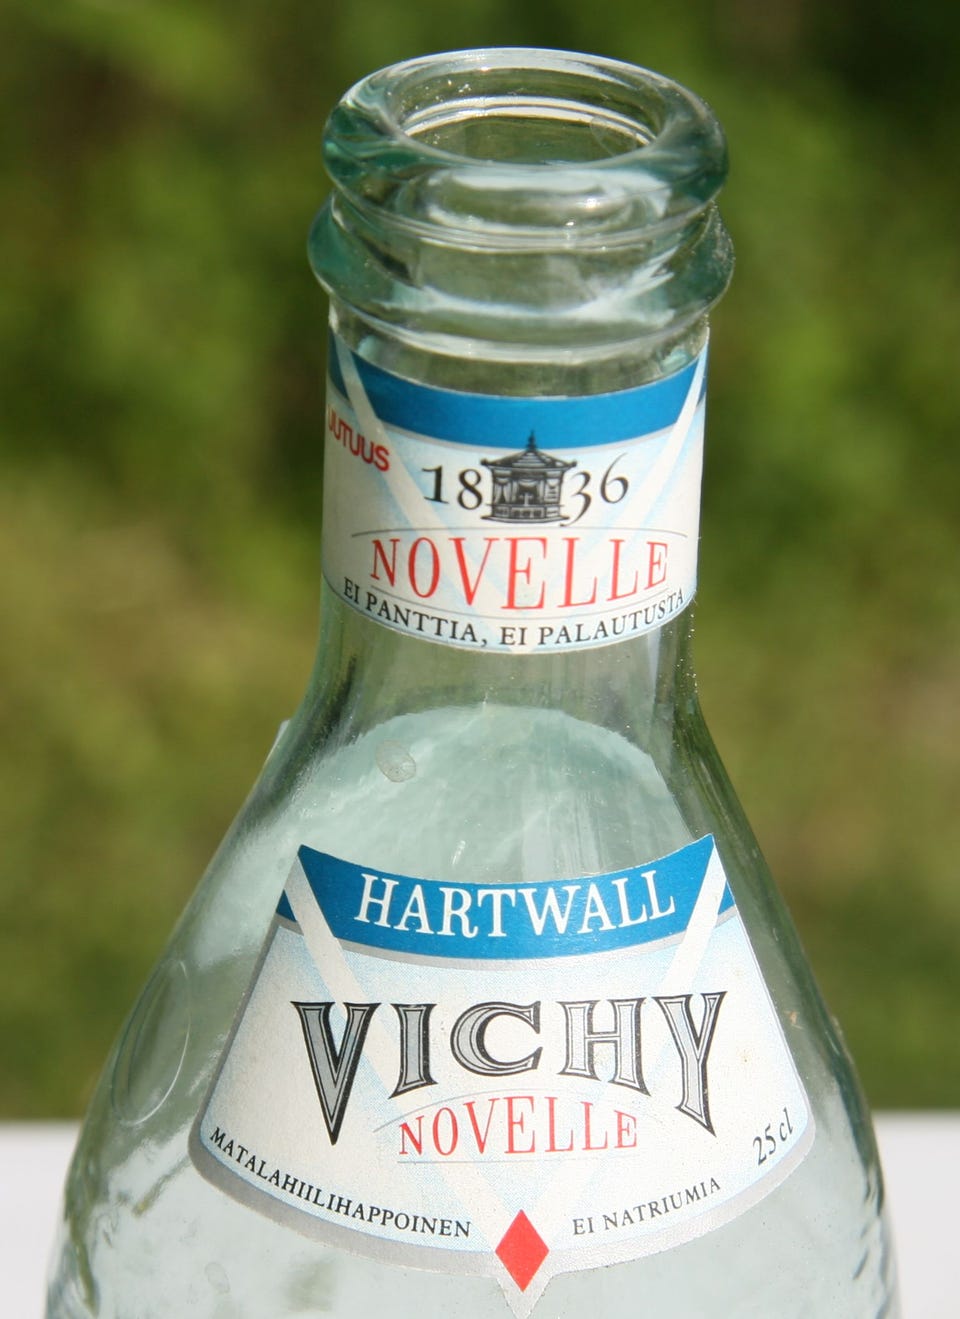 UUTUUS
1836
NOVELLE
EI PANTTIA, EI PALAUTUSTA
HARTWALL
VICHY
NOVELLE
25 cl
MATALAHIILIHAPPOINEN
EI NATRIUMIA